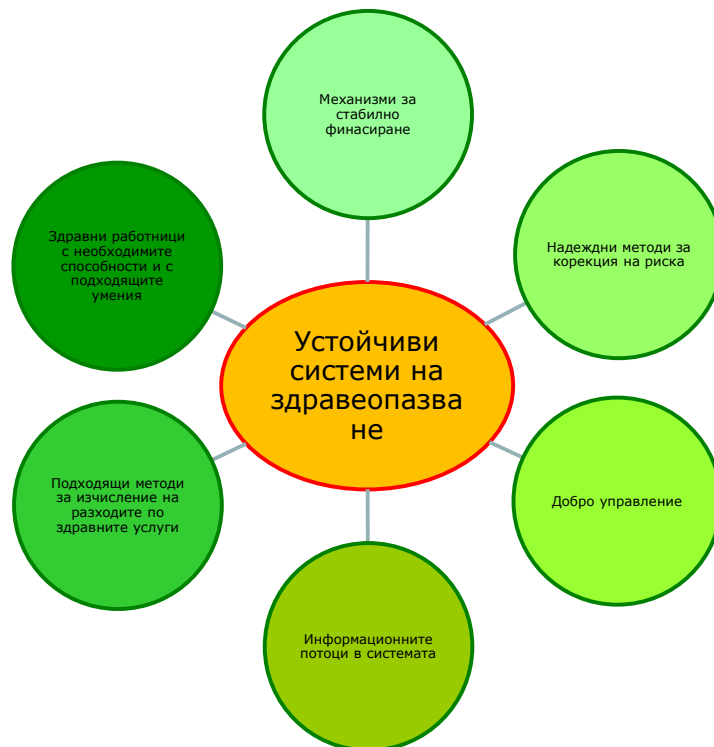 Механизми за
стабилно
финасиране
Надеждни методи за
корекция на риска
Добро управление
Информационните
потоци в системата
Подходящи методи
за изчисление на
разходите по
здравните услуги
Здравни работници
с необходимите
способности и с
подходящите
умения
Устойчиви
системи на
здравеопазва
не